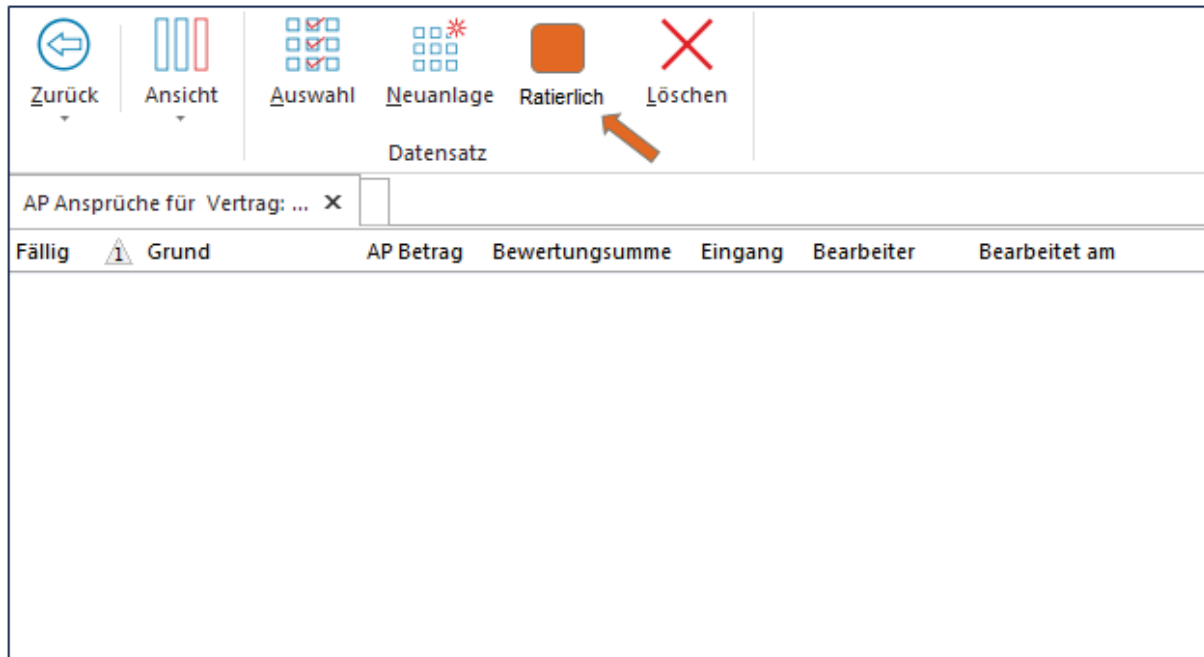 Zurück Ansicht Auswahl Neuanlage Ratierlich Löschen
Datensatz
AP Ansprüche für Vertrag: ... X
Fällig 1 Grund AP Betrag Bewertungsumme Eingang Bearbeiter Bearbeitet am